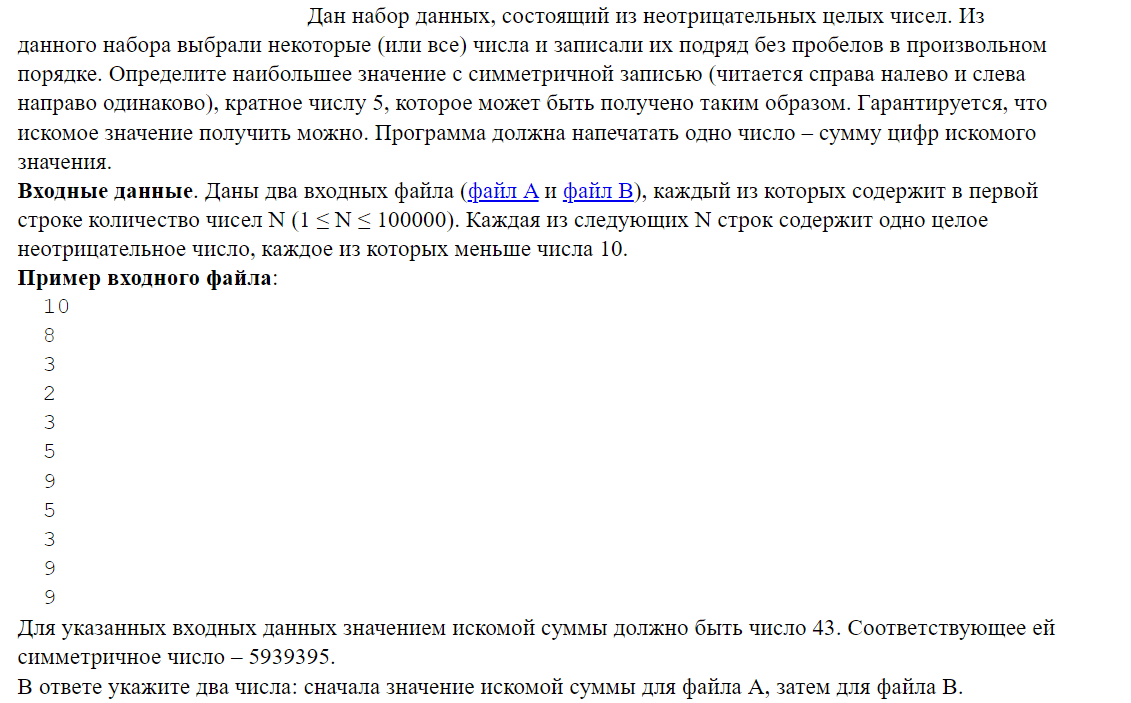 Дан набор данных, состоящий из неотрицательных целых чисел. Из
данного набора выбрали некоторые (или все) числа и записали их подряд без пробелов в произвольном
порядке. Определите наибольшее значение с симметричной записью (читается справа налево и слева
направо одинаково), кратное числу 5, которое может быть получено таким образом. Гарантируется, что
искомое значение получить можно. Программа должна напечатать одно число – сумму цифр искомого
значения.
Входные данные. Даны два входных файла (файл A и файл B), каждый из которых содержит в первой
строке количество чисел N (1 ≤ N ≤ 100000). Каждая из следующих N строк содержит одно целое
неотрицательное число, каждое из которых меньше числа 10.
Пример входного файла:
10
8
3
2
3
5
9
5
3
9
9
Для указанных входных данных значением искомой суммы должно быть число 43. Соответствующее ей
симметричное число – 5939395.
В ответе укажите два числа: сначала значение искомой суммы для файла А, затем для файла B.